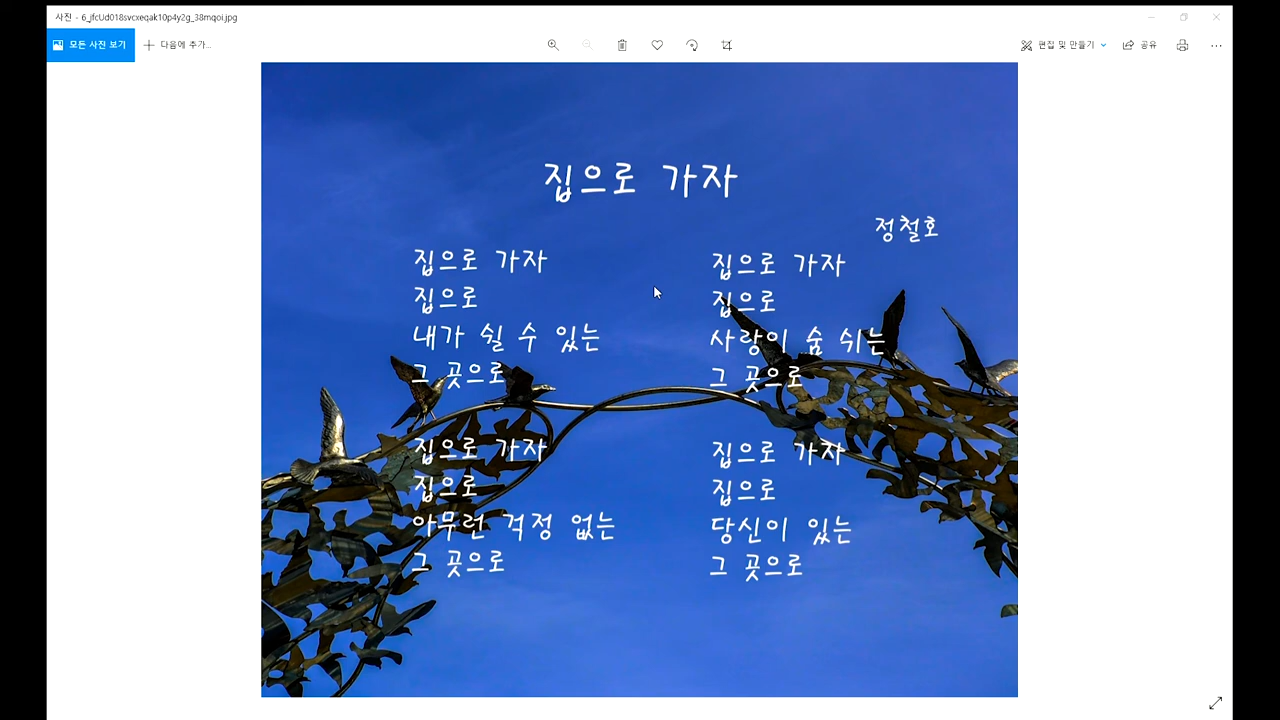 사진 - 6_jfcUd018svcxeqak10p4y2g_38mqoi.jpg
모든 사진 보기
다음에 추가...
편집 및 만들기
공유
집으로 가자
정철호
집으로 가자
집으로
내가 쉴 수 있는
그 곳으로
집으로 가자
집으로
아무런 걱정 없는
그 곳으로
집으로 가자
집으로
사랑이 숨 쉬는
그 곳으로
집으로 가자
집으로
당신이 있는
그 곳으로